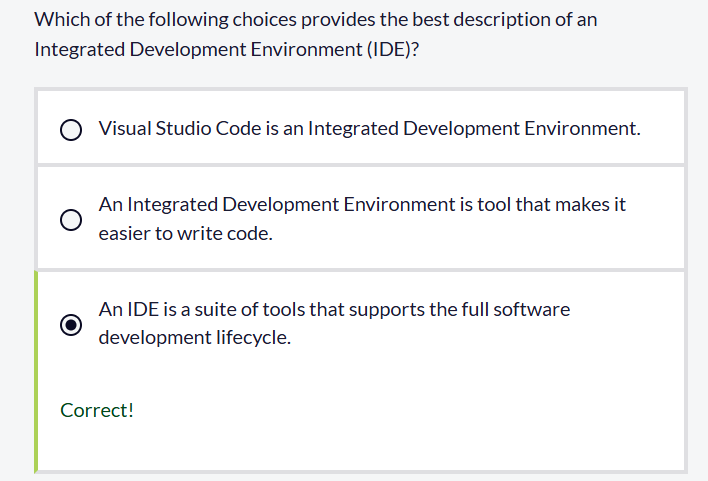 Which of the following choices provides the best description of an
Integrated Development Environment (IDE)?
Visual Studio Code is an Integrated Development Environment.
An Integrated Development Environment is tool that makes it
easier to write code.
An IDE is a suite of tools that supports the full software
development lifecycle.
Correct!